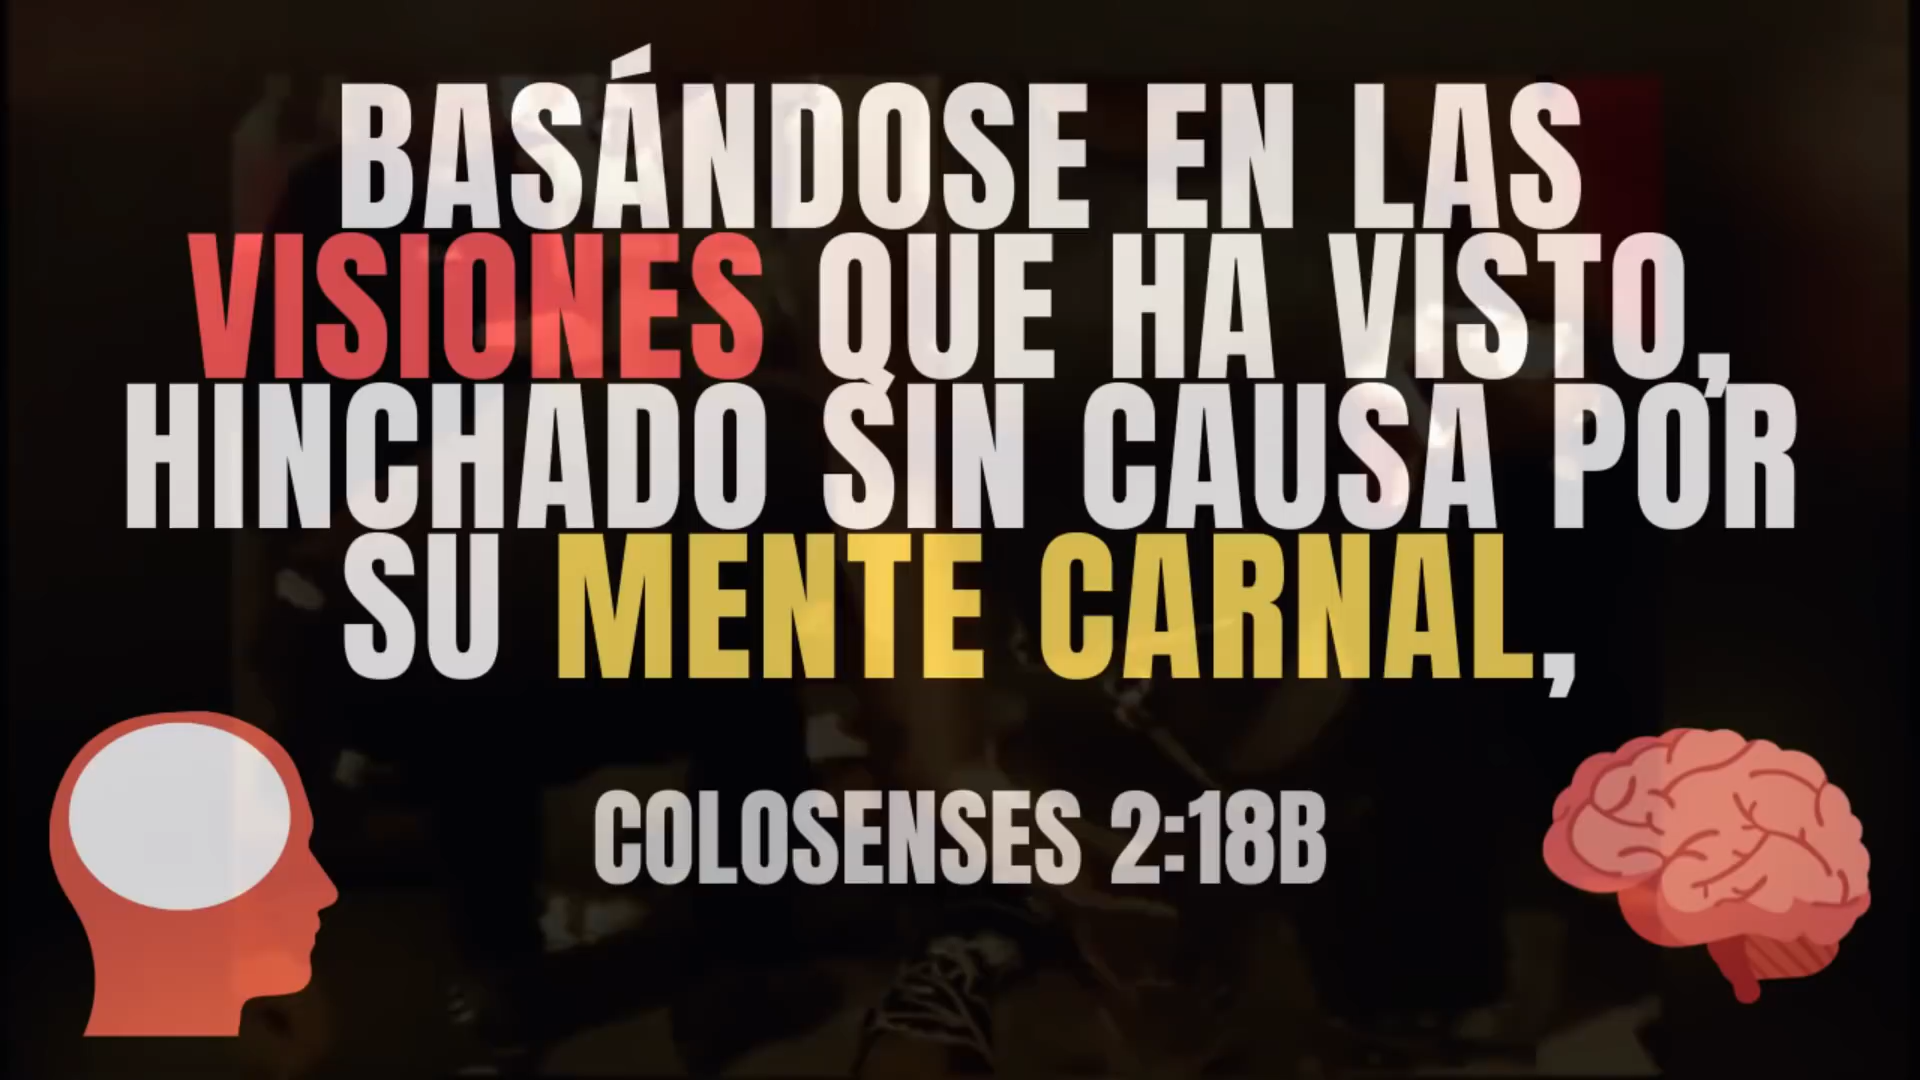 BASÁNDOSE EN LAS
VISIONES QUE HA VISTO,
HINCHADO SIN CAUSA POR
SU MENTE CARNAL,
COLOSENSES 2:18B